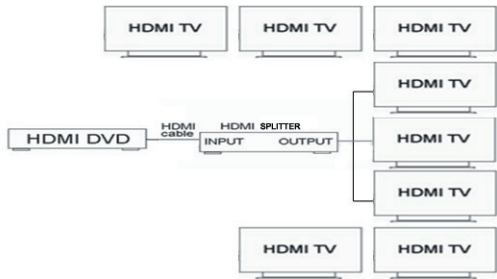 HDMI TV HDMI TV HDMI TV
HDMI TV
HDMI HDMI SPLITTER
cable
HDMI DVD INPUT OUTPUT HDMI TV
HDMI TV
HDMI TV HDMI TV